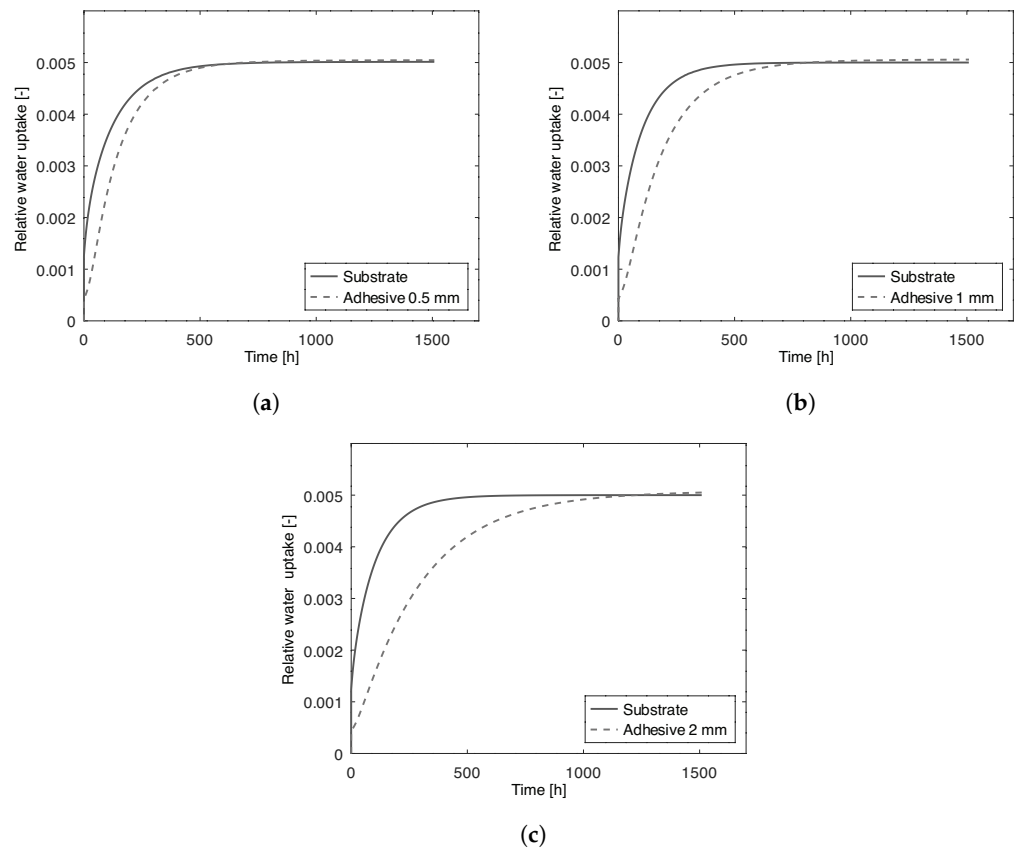 0.005
0.004
0.003
0.002
0.001
0
Relative water uptake [-]
0 500 1000 1500
Time [h]
Substrate
Adhesive 0.5 mm
(a)
0.005
0.004
0.003
0.002
0.001
0
Relative water uptake [-]
0 500 1000 1500
Time [h]
Substrate
Adhesive 1 mm
(b)
0.005
0.004
0.003
0.002
0.001
0
Relative water uptake [-]
0 500 1000 1500
Time [h]
Substrate
Adhesive 2 mm
(c)